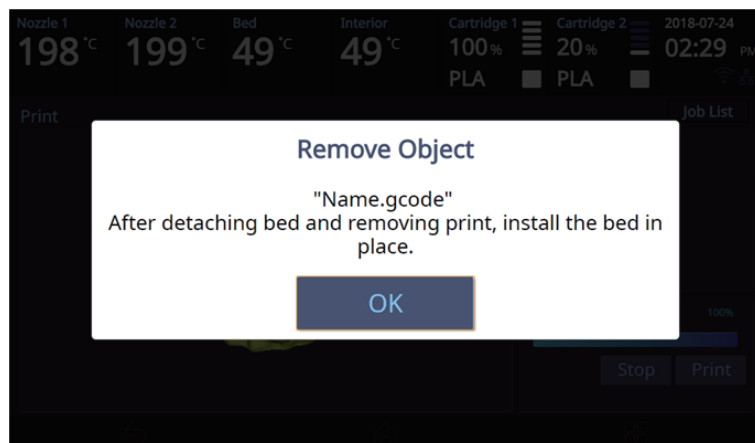 Nozzle 1 Nozzle 2 Bed Interior Cartridge 1 Cartridge 2 2018-07-24
198 °C 199 °C 49 °C 49 °C 100 % 20 % 02:29 PM
PLA PLA
Print Job List
Remove Object
"Name.gcode"
After detaching bed and removing print, install the bed in
place.
OK
100%
Stop Print